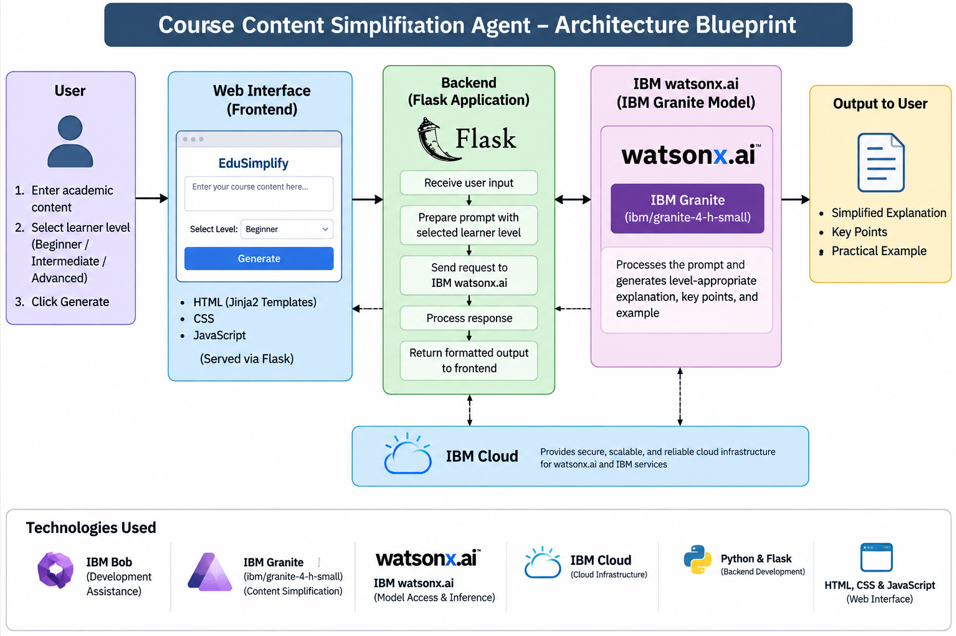 Course Content Simplification Agent – Architecture Blueprint
User
1. Enter academic
content
2. Select learner level
(Beginner /
Intermediate /
Advanced)
3. Click Generate
Web Interface
(Frontend)
EduSimplify
Enter your course content here...
Select Level:
Beginner
Generate
• HTML (Jinja2 Templates)
• CSS
• JavaScript
(Served via Flask)
Backend
(Flask Application)
Flask
Receive user input
Prepare prompt with
selected learner level
Send request to
IBM watsonx.ai
Process response
Return formatted output
to frontend
IBM watsonx.ai
(IBM Granite Model)
watsonx.ai™
IBM Granite
(ibm/granite-4-h-small)
Processes the prompt and
generates level-appropriate
explanation, key points, and
example
Output to User
• Simplified Explanation
• Key Points
• Practical Example
IBM Cloud
Provides secure, scalable, and reliable cloud infrastructure
for watsonx.ai and IBM services
Technologies Used
IBM Bob
(Development
Assistance)
IBM Granite
(ibm/granite-4-h-small)
(Content Simplification)
watsonx.ai™
IBM watsonx.ai
(Model Access & Inference)
IBM Cloud
(Cloud Infrastructure)
Python & Flask
(Backend Development)
HTML, CSS & JavaScript
(Web Interface)